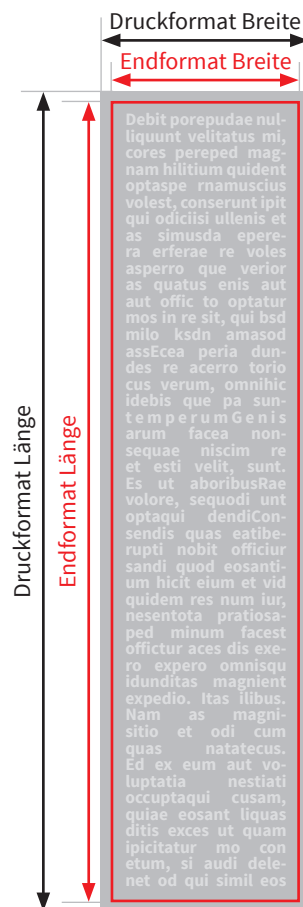 Druckformat Breite
Endformat Breite
Druckformat Länge
Endformat Länge
Debit porepudae nul-
liquunt velitatus mi,
cores pereped mag-
nam hilitium quident
optaspe rnamuscius
volest, conserunt ipit
qui odiciisi ullenis et
as simusda epere-
ra erferae re voles
asperro que verior
as quatus enis aut
aut offic to optatur
mos in re sit, qui bsd
milo ksdn amasod
assEcea peria dun-
des re acerro torio
cus verum, omnihic
idebis que pa sun-
temperumGenis
arum facea non-
sequae niscim re
et esti velit, sunt.
Es ut aboribusRae
volore, sequodi unt
optaqui dendiCon-
sendis quas eatibe-
rupti nobit officiur
sandi quod eosanti-
um hicit eium et vid
quidem res num iur,
nesentota pratiosa-
ped minum facest
offictur aces dis exe-
ro expero omnisqu
idunditas magnient
expedio. Itas ilibus.
Nam as magni-
sitio et odi cum
quas natatecus.
Ed ex eum aut vo-
luptatia nestiati
occuptaqui cusam,
quiae eosant liquas
ditis exces ut quam
ipicitatur mo con
etum, si audi dele-
net od qui simil eos